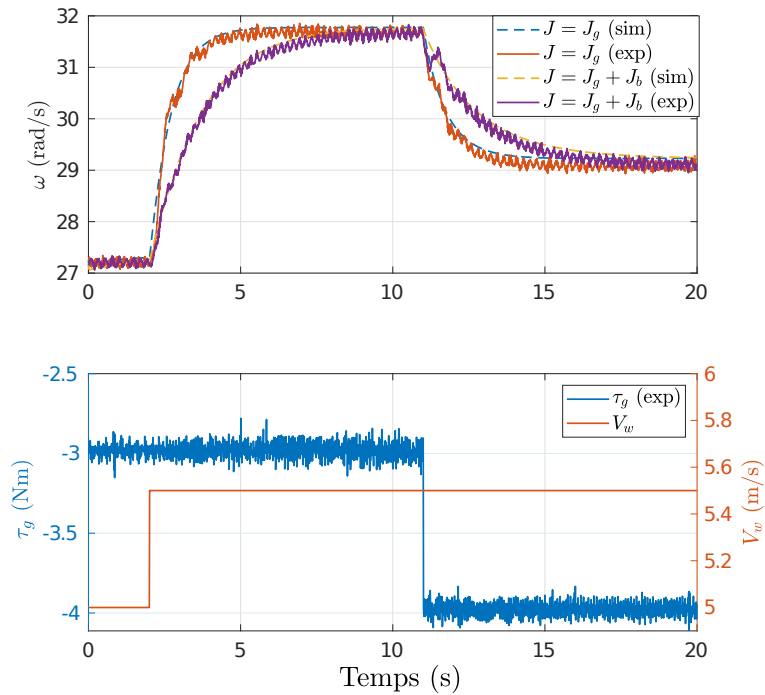 32
31
30
29
28
27
ω (rad/s)
J = J_g (sim)
J = J_g (exp)
J = J_g + J_b (sim)
J = J_g + J_b (exp)
0 5 10 15 20
-2.5
-3
-3.5
-4
τ_g (Nm)
τ_g (exp)
V_w
6
5.8
5.6
5.4
5.2
5
V_w (m/s)
0 5 10 15 20
Temps (s)